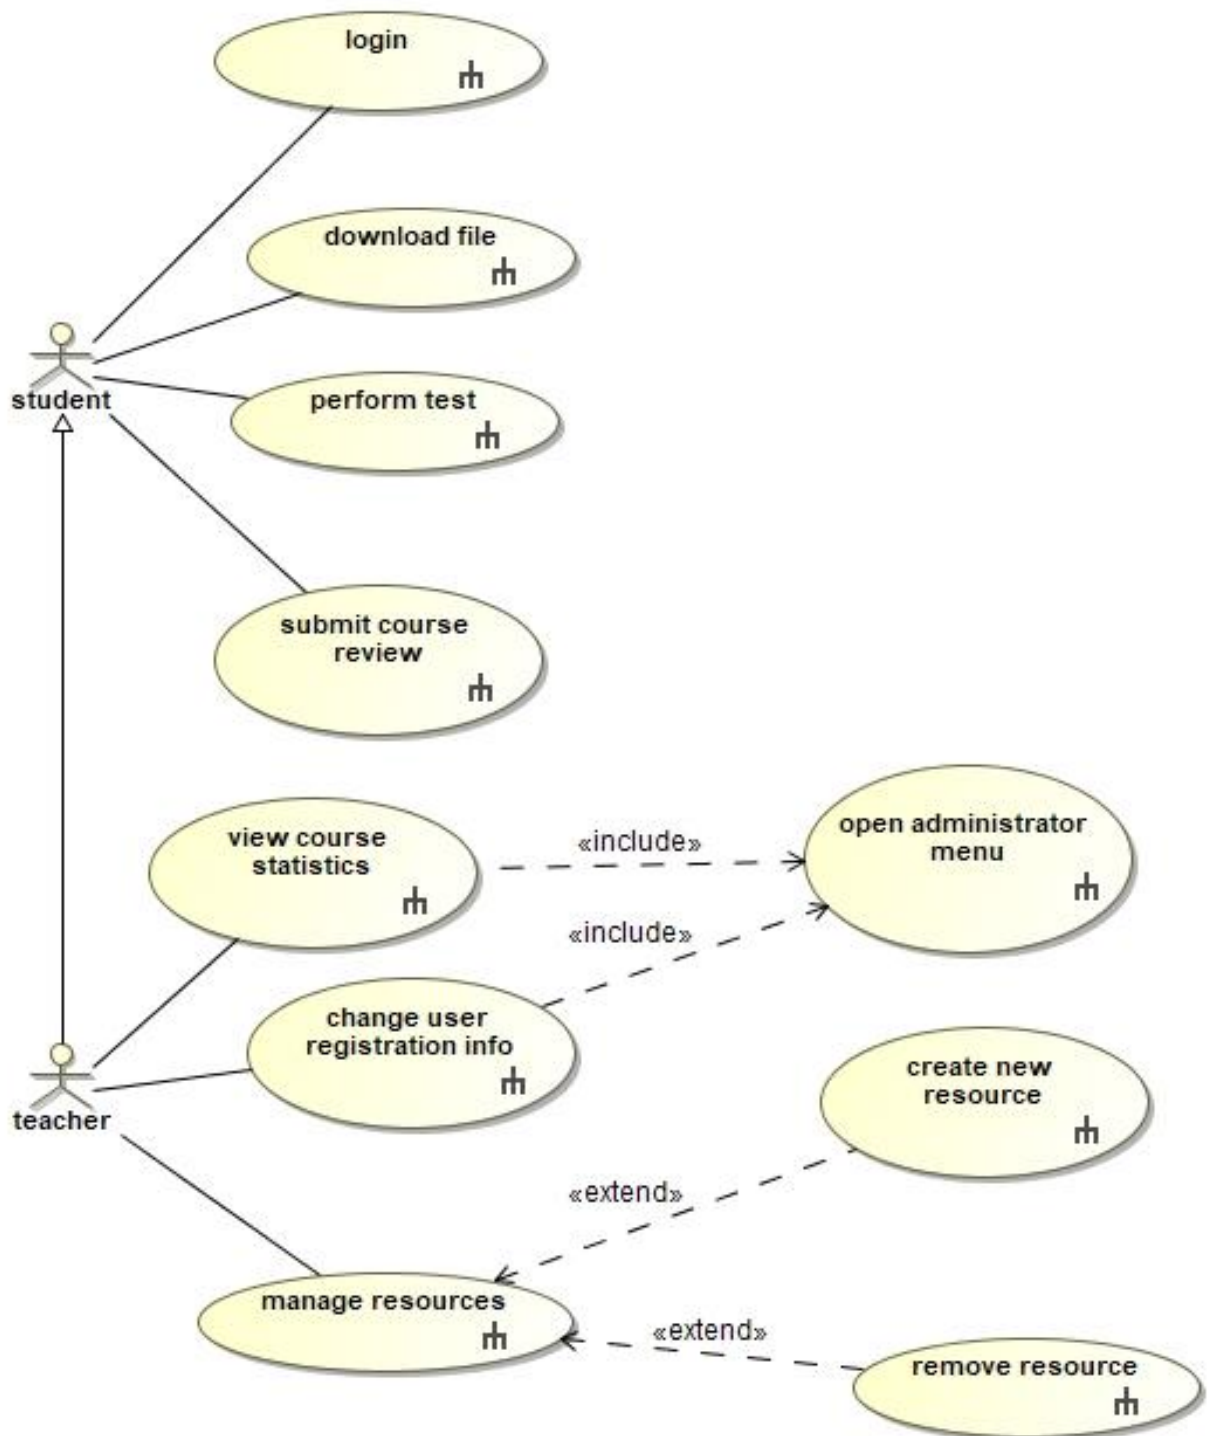 login
download file
student
perform test
submit course
review
view course
statistics
«include»
open administrator
menu
«include»
change user
registration info
teacher
create new
resource
«extend»
manage resources
«extend»
remove resource